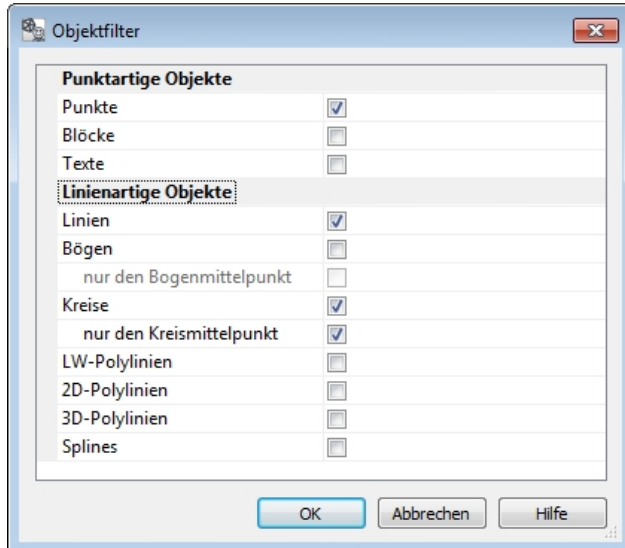 Objektfilter
Punktartige Objekte
Punkte
Blöcke
Texte
Linienartige Objekte
Linien
Bögen
nur den Bogenmittelpunkt
Kreise
nur den Kreismittelpunkt
LW-Polylinien
2D-Polylinien
3D-Polylinien
Splines
OK Abbrechen Hilfe